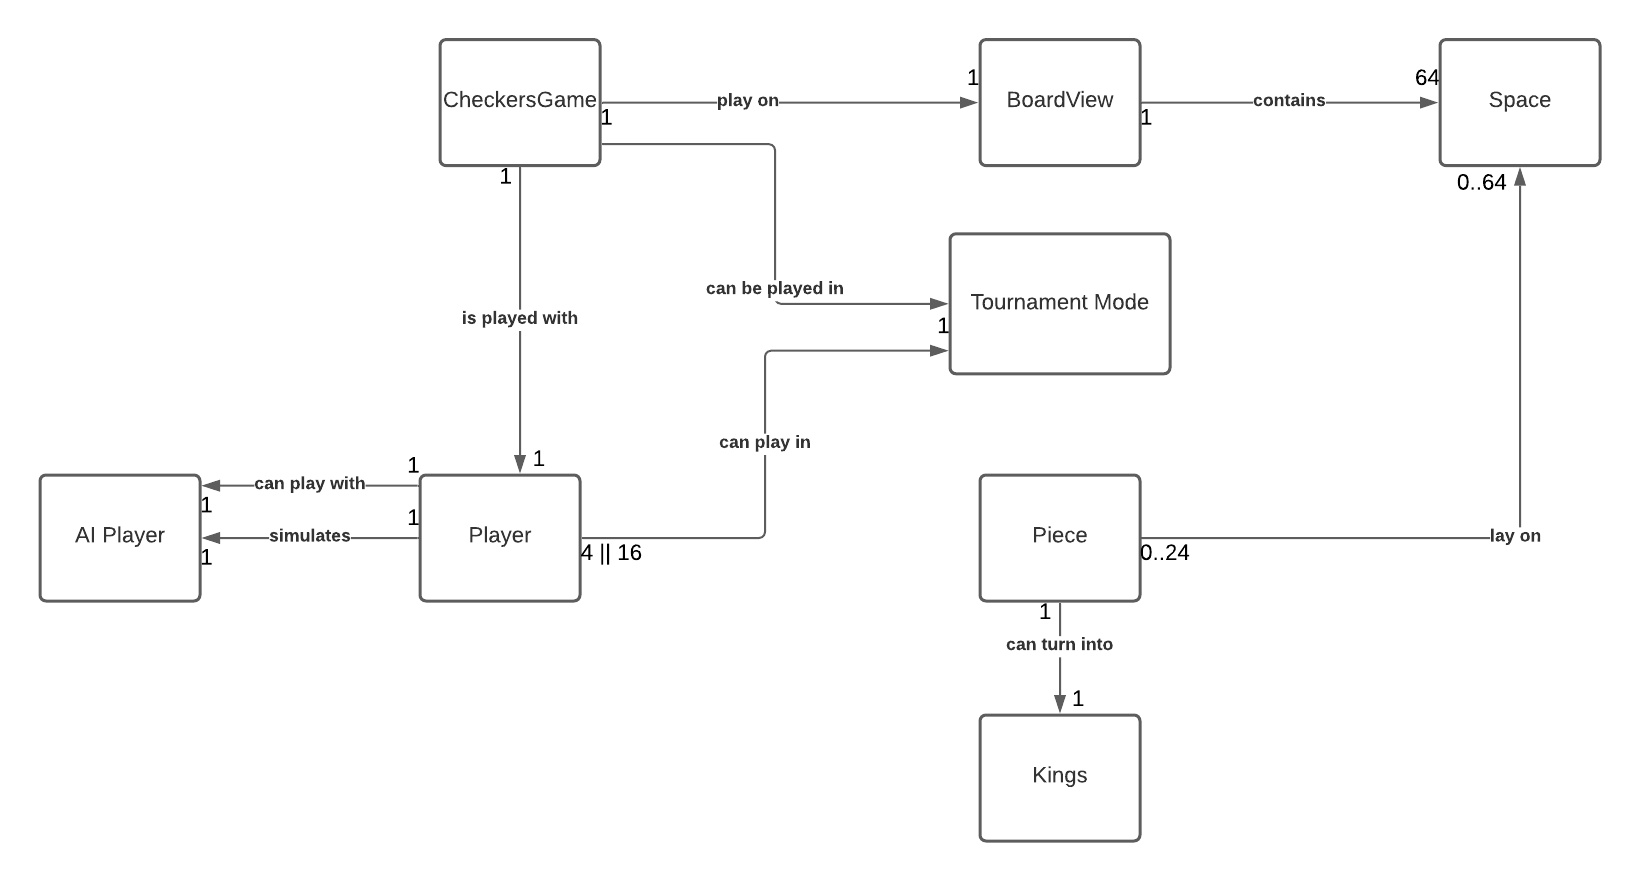 CheckersGame
1
play on
1
BoardView
1
contains
64
Space
1
0..64
can be played in
Tournament Mode
1
is played with
1
can play in
AI Player
1
can play with
1
1
simulates
1
Player
4 || 16
Piece
0..24
lay on
1
can turn into
1
Kings